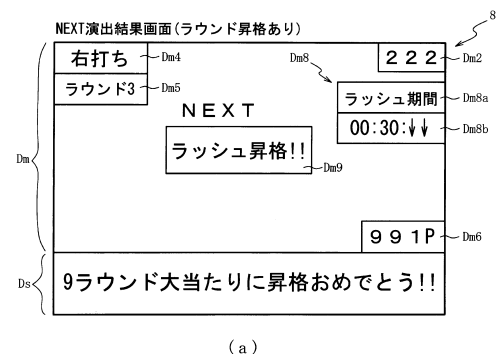 NEXT演出結果画面(ラウンド昇格あり)
8
右打ち
Dm4
222
Dm2
ラウンド3
Dm5
Dm8
ラッシュ期間
Dm8a
00:30:↓↓
Dm8b
NEXT
ラッシュ昇格!!
Dm9
Dm
991P
Dm6
Ds
9ラウンド大当たりに昇格おめでとう!!
(a)